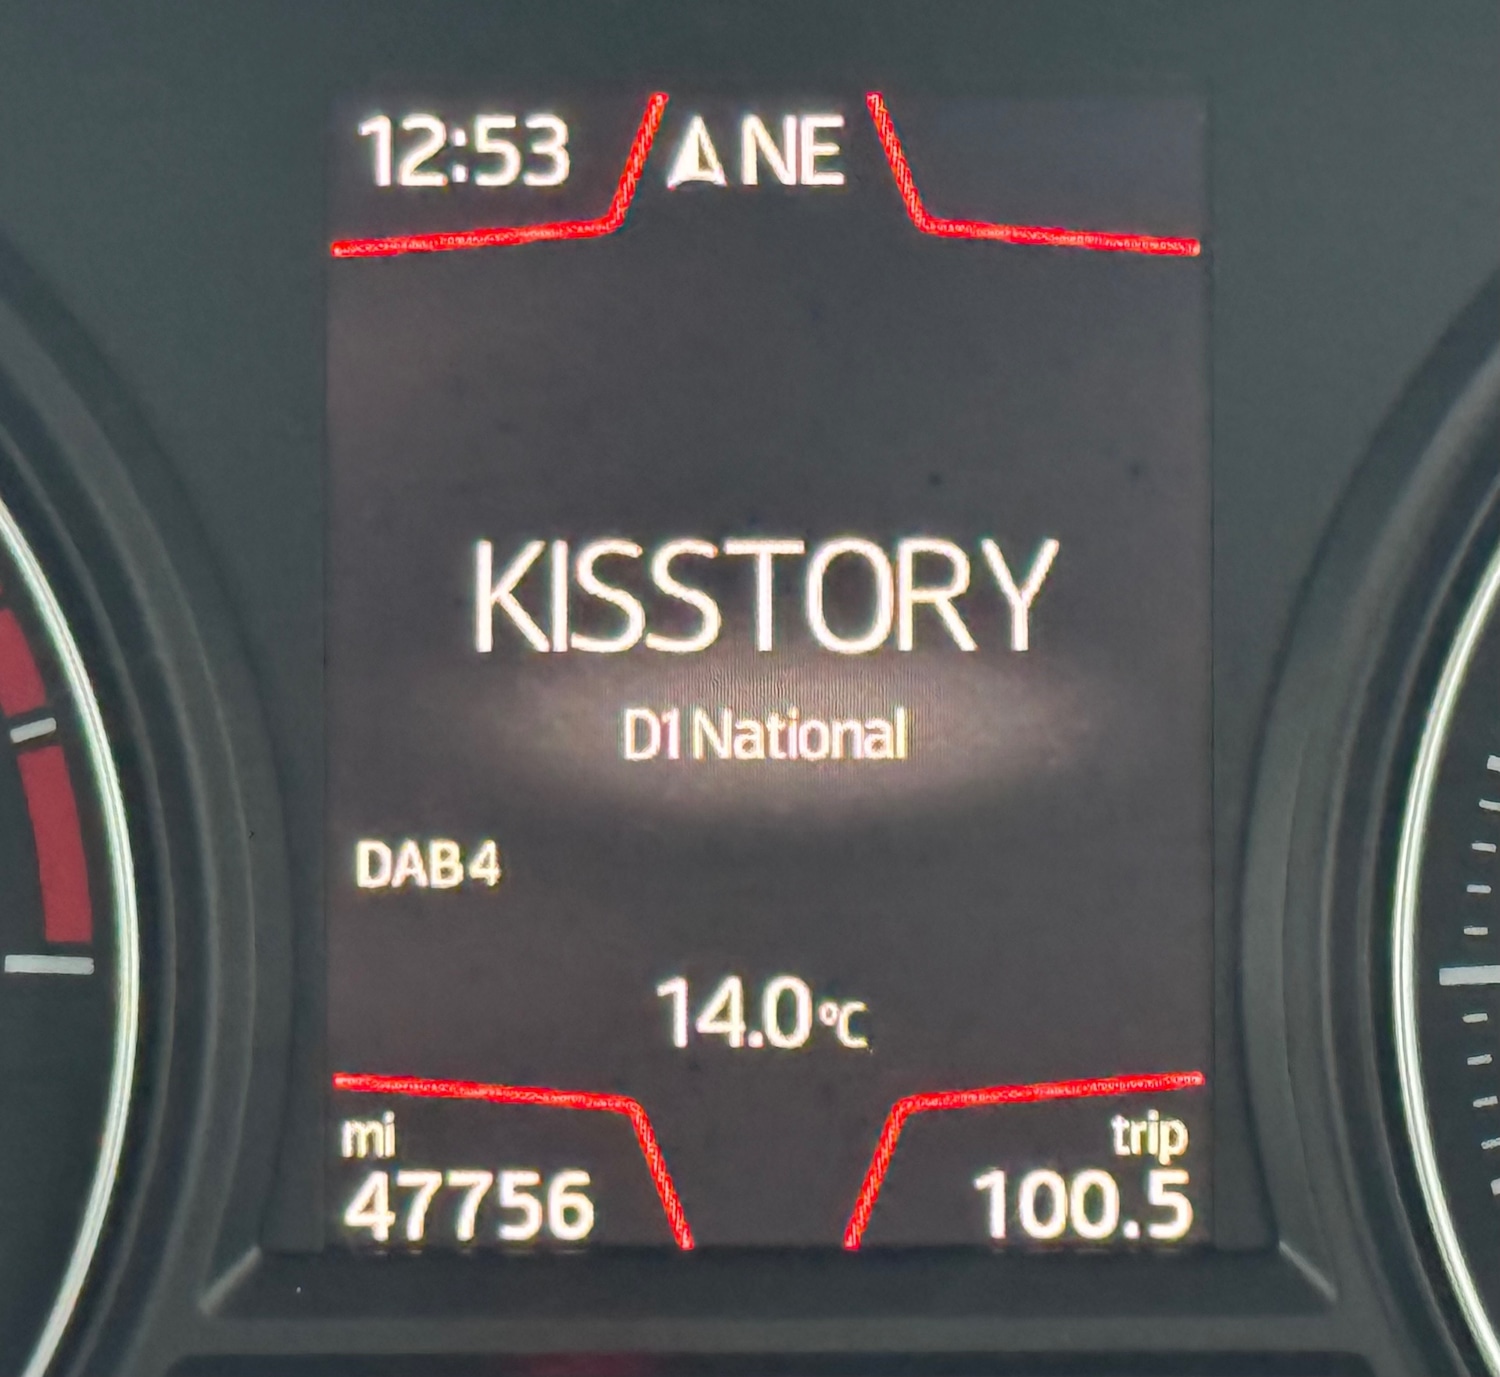 12:53 NE
KISSTORY
D1 National
DAB 4
14.0 °C
mi trip
47756 100.5